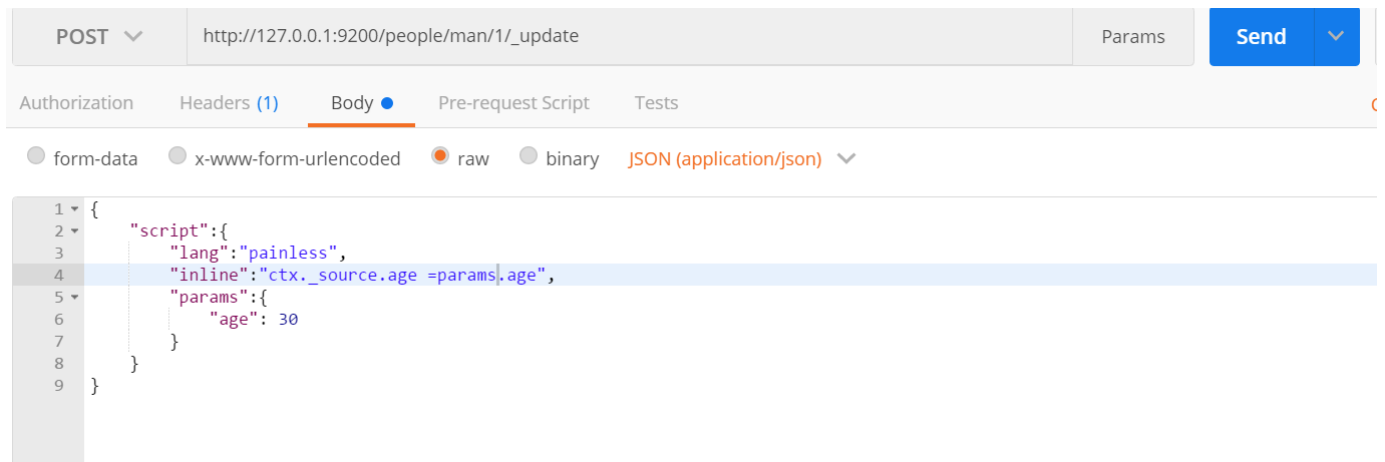 POST http://127.0.0.1:9200/people/man/1/_update Params Send
Authorization Headers (1) Body Pre-request Script Tests
form-data x-www-form-urlencoded raw binary JSON (application/json)
1 {
2 "script":{
3 "lang":"painless",
4 "inline":"ctx._source.age =params.age",
5 "params":{
6 "age": 30
7 }
8 }
9 }